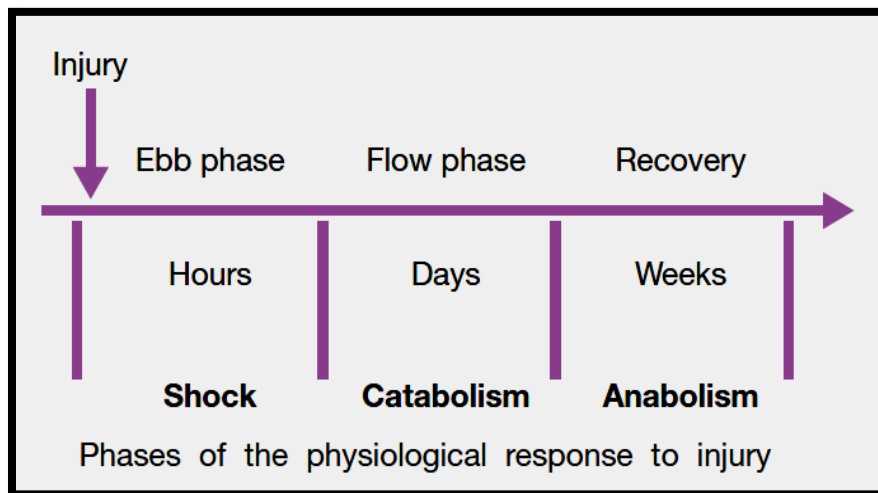 Injury
Ebb phase Flow phase Recovery
Hours Days Weeks
Shock Catabolism Anabolism
Phases of the physiological response to injury